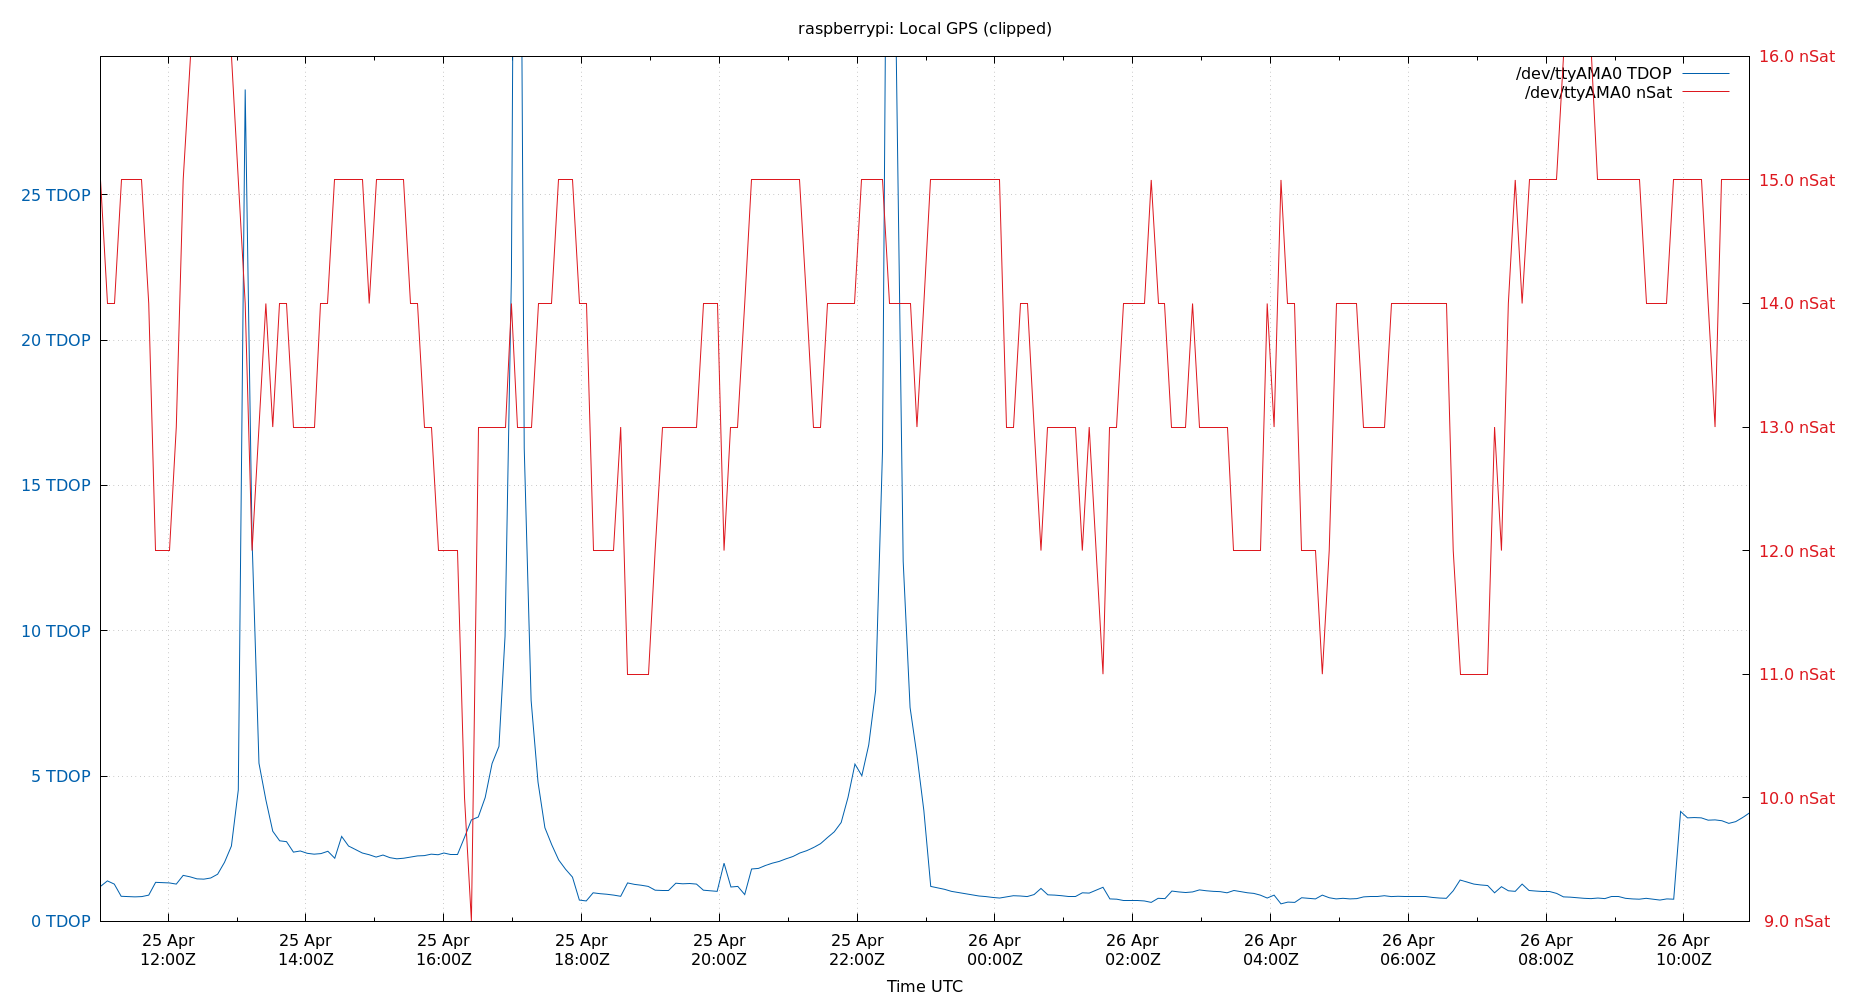 raspberrypi: Local GPS (clipped)
/dev/ttyAMA0 TDOP
/dev/ttyAMA0 nSat
25 TDOP
20 TDOP
15 TDOP
10 TDOP
5 TDOP
0 TDOP
16.0 nSat
15.0 nSat
14.0 nSat
13.0 nSat
12.0 nSat
11.0 nSat
10.0 nSat
9.0 nSat
25 Apr
12:00Z
25 Apr
14:00Z
25 Apr
16:00Z
25 Apr
18:00Z
25 Apr
20:00Z
25 Apr
22:00Z
26 Apr
00:00Z
26 Apr
02:00Z
26 Apr
04:00Z
26 Apr
06:00Z
26 Apr
08:00Z
26 Apr
10:00Z
Time UTC